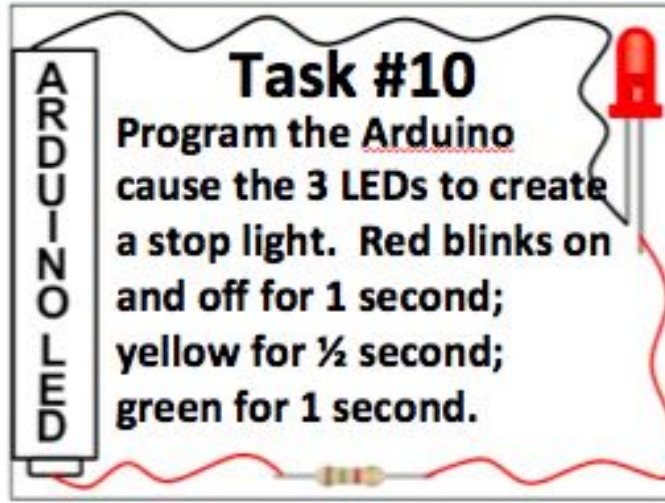 ARDUINO LED
Task #10
Program the Arduino
cause the 3 LEDs to create
a stop light.  Red blinks on
and off for 1 second;
yellow for ½ second;
green for 1 second.